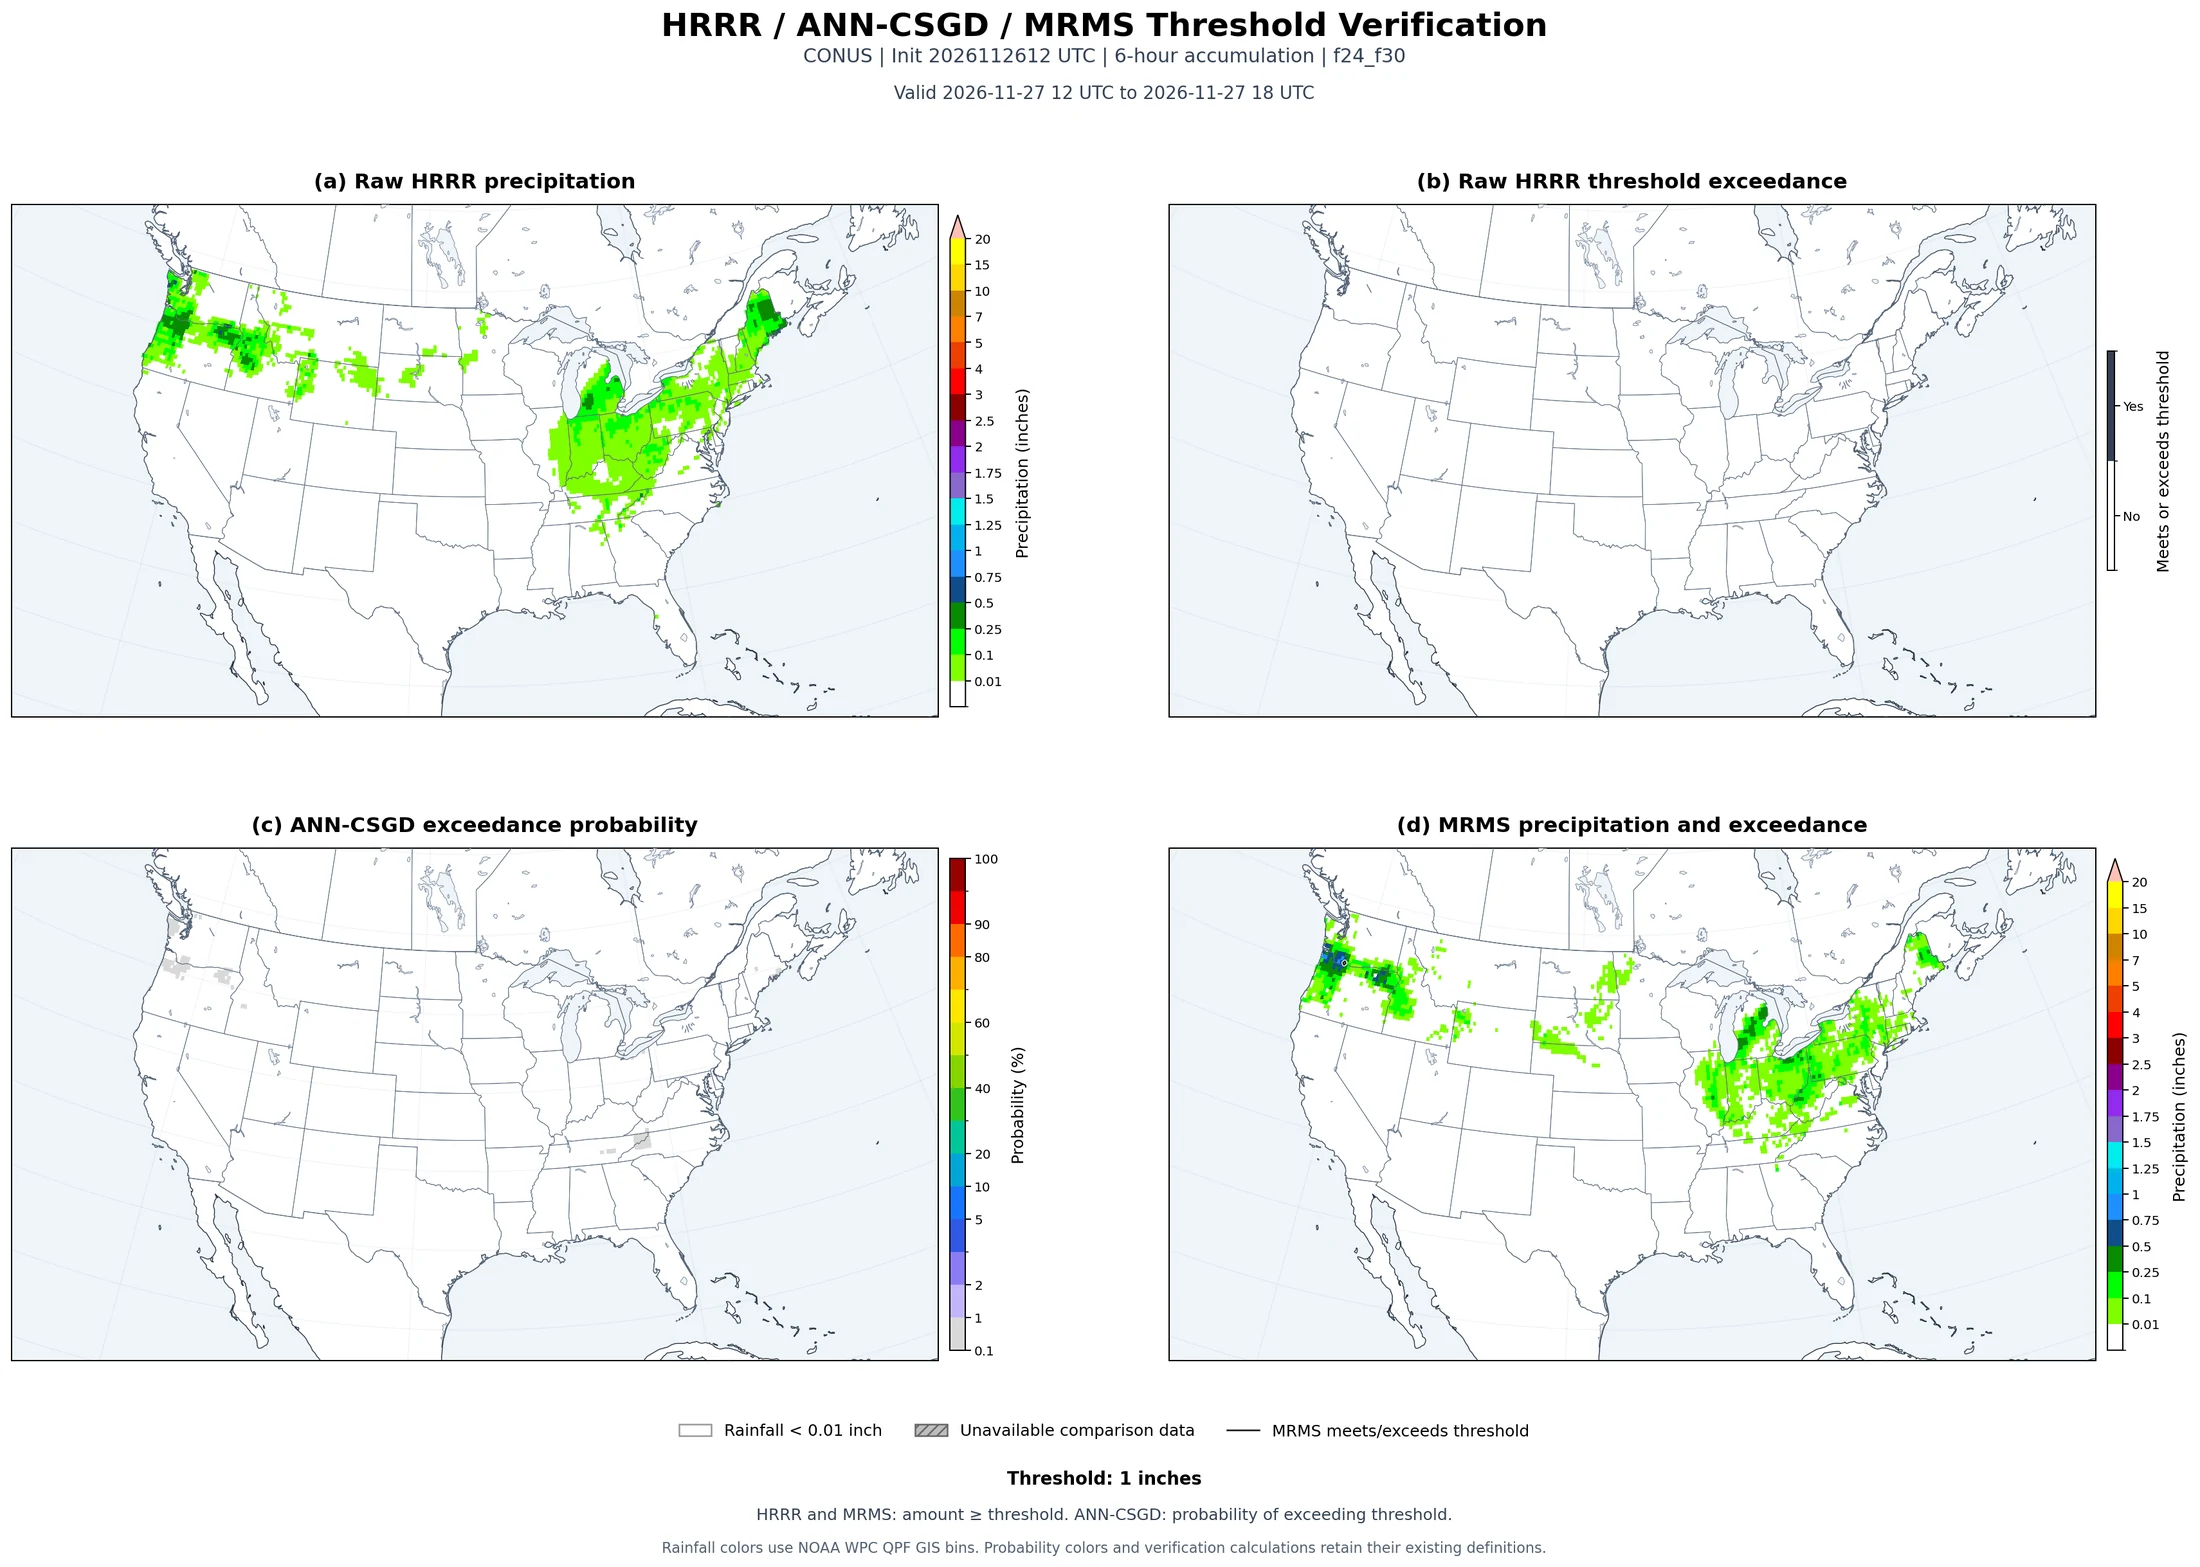 HRRR / ANN-CSGD / MRMS Threshold Verification
CONUS | Init 2026112612 UTC | 6-hour accumulation | f24_f30
Valid 2026-11-27 12 UTC to 2026-11-27 18 UTC
(a) Raw HRRR precipitation
20
15
10
7
5
4
3
2.5
2
1.75
1.5
1.25
1
0.75
0.5
0.25
0.1
0.01
Precipitation (inches)
(b) Raw HRRR threshold exceedance
Yes
No
Meets or exceeds threshold
(c) ANN-CSGD exceedance probability
100
90
80
60
40
20
10
5
2
1
0.1
Probability (%)
(d) MRMS precipitation and exceedance
20
15
10
7
5
4
3
2.5
2
1.75
1.5
1.25
1
0.75
0.5
0.25
0.1
0.01
Precipitation (inches)
Rainfall < 0.01 inch
Unavailable comparison data
MRMS meets/exceeds threshold
Threshold: 1 inches
HRRR and MRMS: amount ≥ threshold. ANN-CSGD: probability of exceeding threshold.
Rainfall colors use NOAA WPC QPF GIS bins. Probability colors and verification calculations retain their existing definitions.